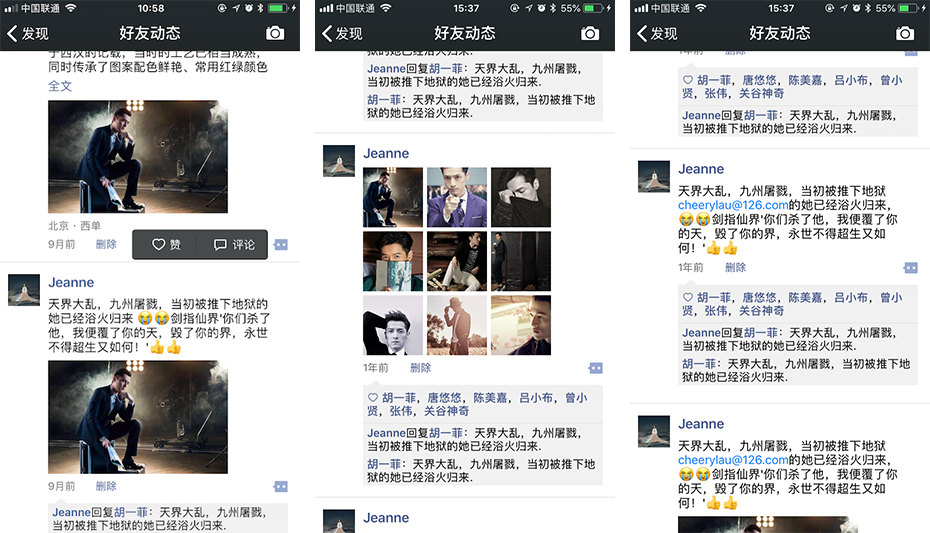 中国联通
10:58
发现
好友动态
于西汉的记载，当时的工艺已相当成熟，
同时传承了图案配色鲜艳、常用红绿颜色
全文
北京·西单
9月前
删除
赞
评论
Jeanne
天界大乱，九州屠戮，当初被推下地狱的
她已经浴火归来 😭😭剑指仙界'你们杀了
他，我便覆了你的天，毁了你的界，永世
不得超生又如何！'👍👍
9月前
删除
Jeanne回复胡一菲：天界大乱，九州屠戮，
当初被推下地狱的她已经浴火归来.
中国联通
15:37
55%
发现
好友动态
狱的她已经浴火归来.
Jeanne回复胡一菲：天界大乱，九州屠戮，
当初被推下地狱的她已经浴火归来.
胡一菲：天界大乱，九州屠戮，当初被推下地
狱的她已经浴火归来.
Jeanne
1年前
删除
胡一菲，唐悠悠，陈美嘉，吕小布，曾小
贤，张伟，关谷神奇
Jeanne回复胡一菲：天界大乱，九州屠戮，
当初被推下地狱的她已经浴火归来.
胡一菲：天界大乱，九州屠戮，当初被推下地
狱的她已经浴火归来.
Jeanne
中国联通
15:37
55%
发现
好友动态
1年前
删除
胡一菲，唐悠悠，陈美嘉，吕小布，曾小
贤，张伟，关谷神奇
Jeanne回复胡一菲：天界大乱，九州屠戮，
当初被推下地狱的她已经浴火归来.
Jeanne
天界大乱，九州屠戮，当初被推下地狱
cheerylau@126.com的她已经浴火归来，
😭😭剑指仙界'你们杀了他，我便覆了你
的天，毁了你的界，永世不得超生又如
何！'👍👍
1年前
删除
胡一菲，唐悠悠，陈美嘉，吕小布，曾小
贤，张伟，关谷神奇
Jeanne回复胡一菲：天界大乱，九州屠戮，
当初被推下地狱的她已经浴火归来.
胡一菲：天界大乱，九州屠戮，当初被推下地
狱的她已经浴火归来.
Jeanne
天界大乱，九州屠戮，当初被推下地狱
cheerylau@126.com的她已经浴火归来，
😭😭剑指仙界'你们杀了他，我便覆了你
的天，毁了你的界，永世不得超生又如
何！'👍👍